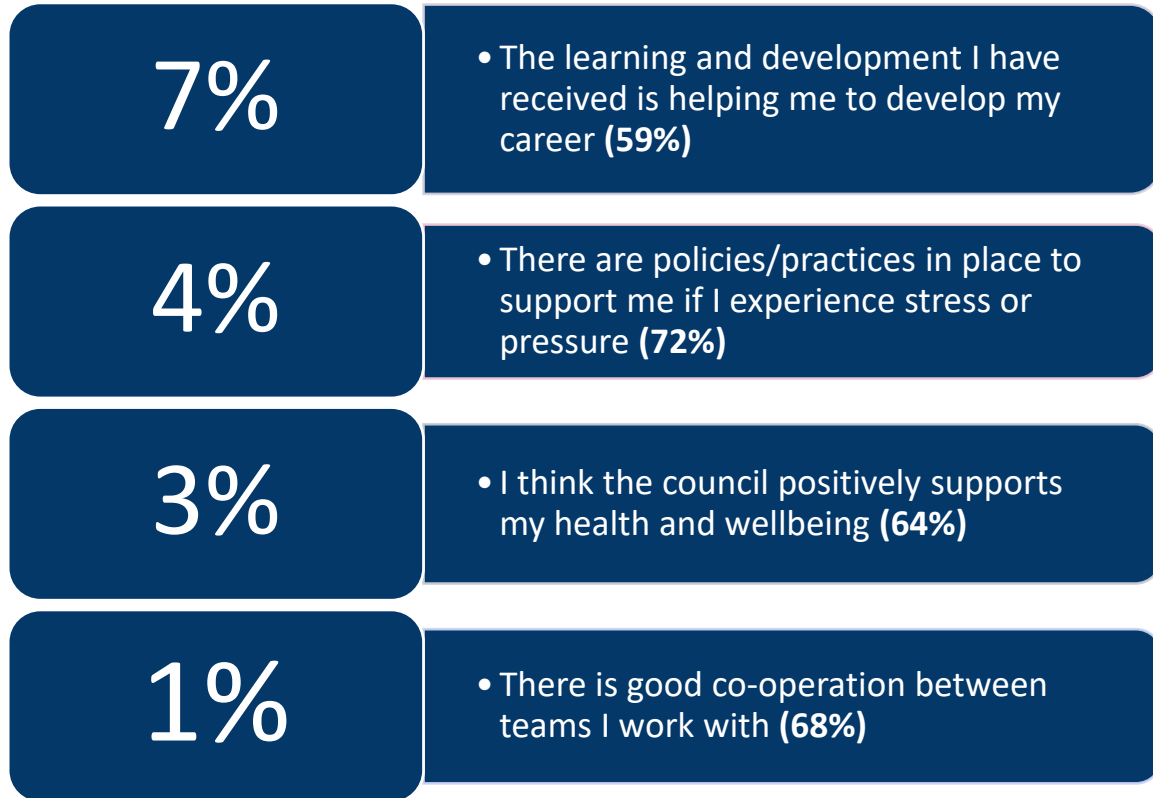 7%
• The learning and development I have
received is helping me to develop my
career (59%)
4%
• There are policies/practices in place to
support me if I experience stress or
pressure (72%)
3%
• I think the council positively supports
my health and wellbeing (64%)
1%
• There is good co-operation between
teams I work with (68%)